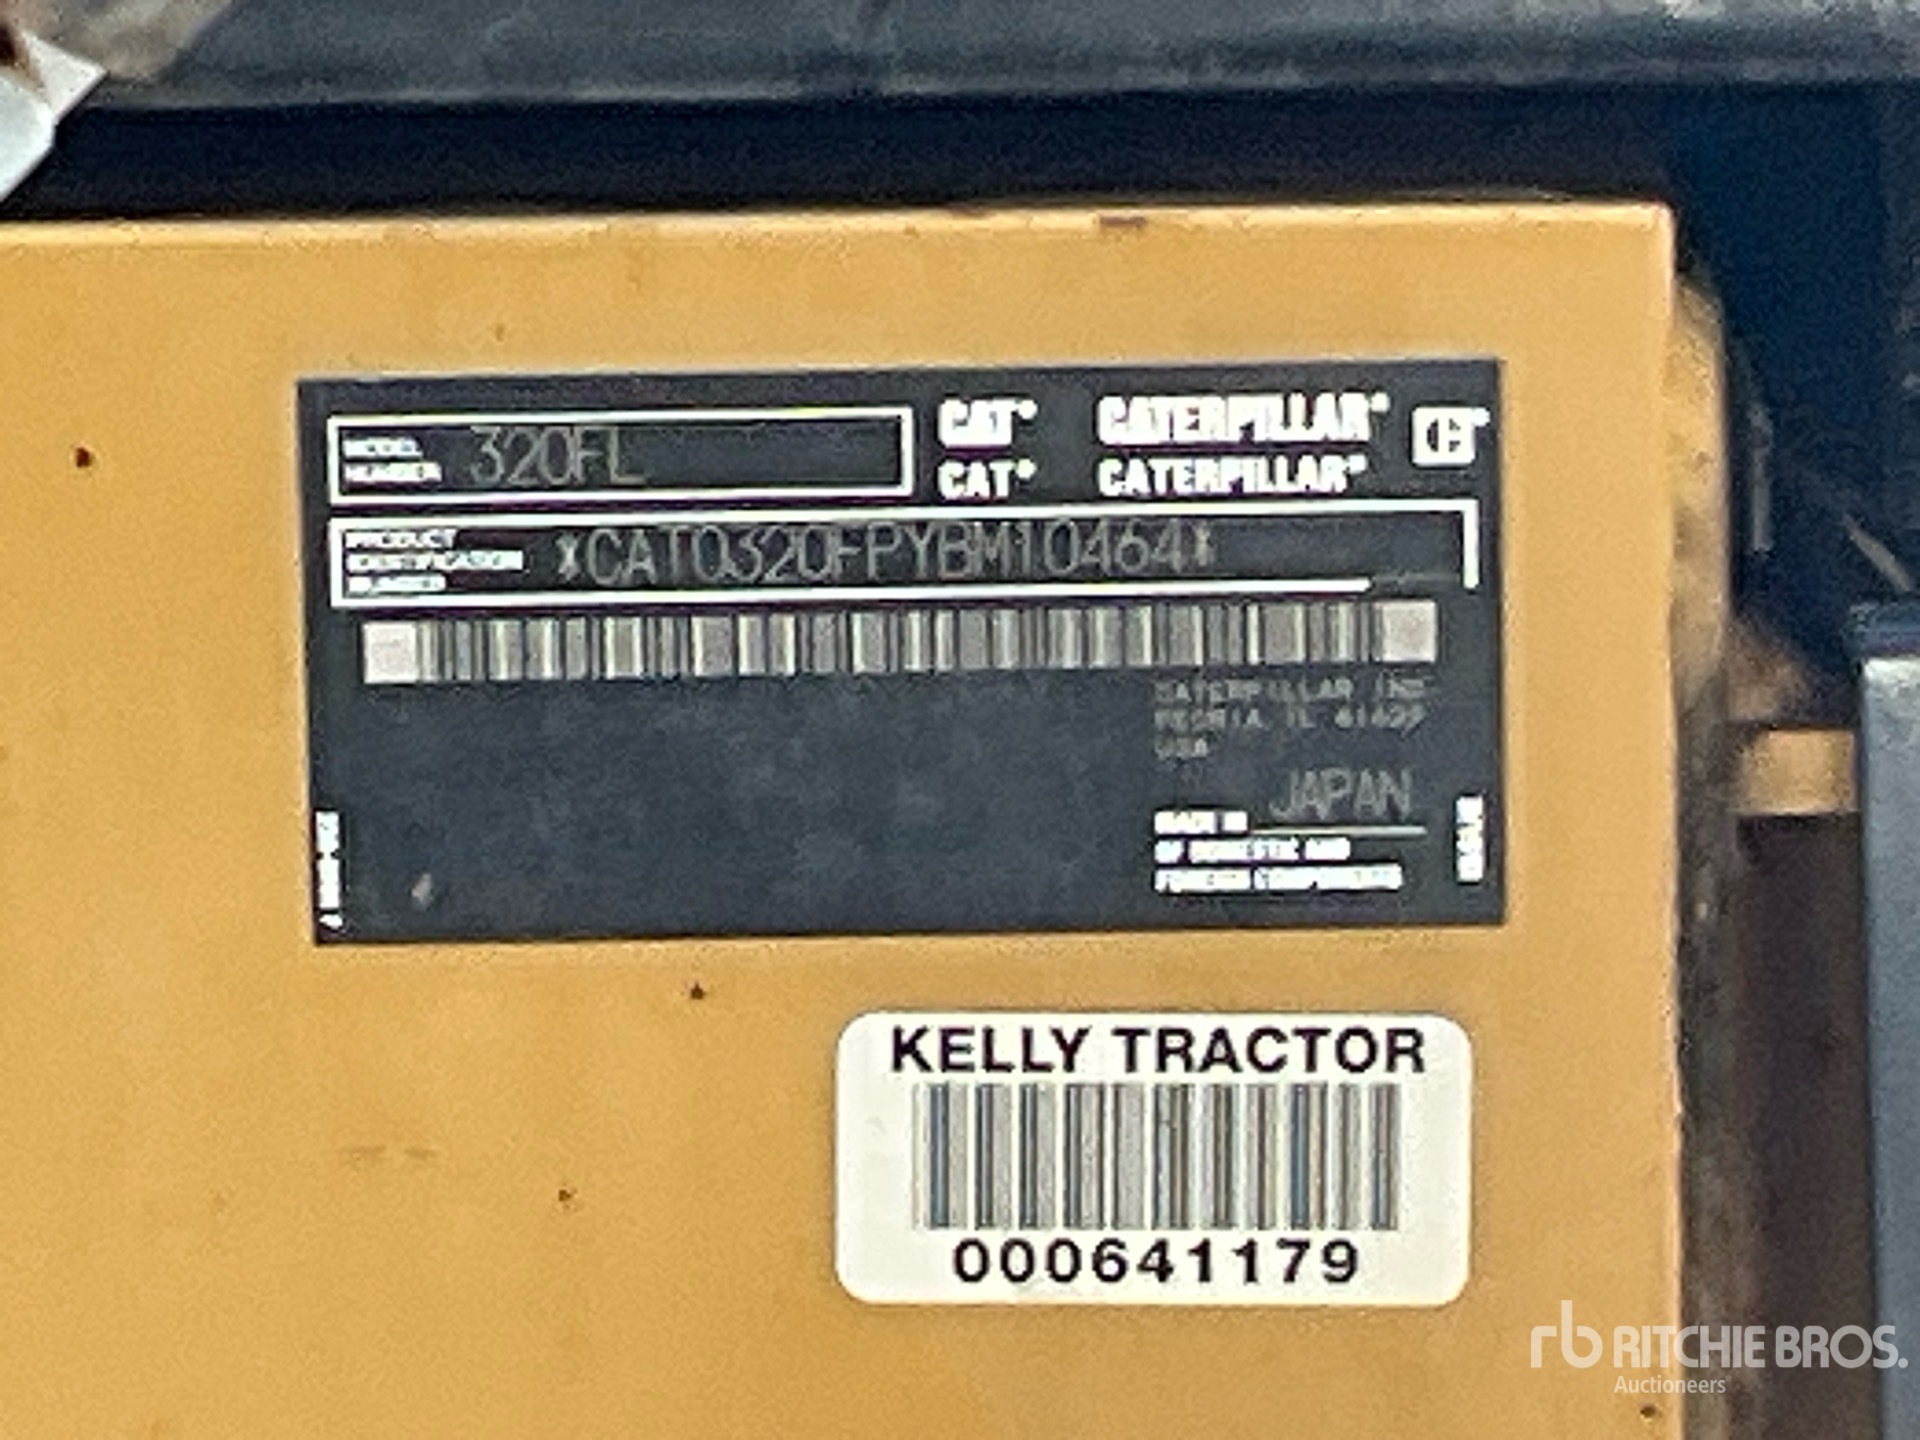 MODEL NUMBER 320FL
CAT® CATERPILLAR®
CAT® CATERPILLAR®
PRODUCT IDENTIFICATION NUMBER *CAT0320FPYBM10464*
CATERPILLAR INC
PEORIA IL 61629
USA
MADE IN JAPAN
OF DOMESTIC AND
FOREIGN COMPONENTS
KELLY TRACTOR
000641179
rb RITCHIE BROS.
Auctioneers